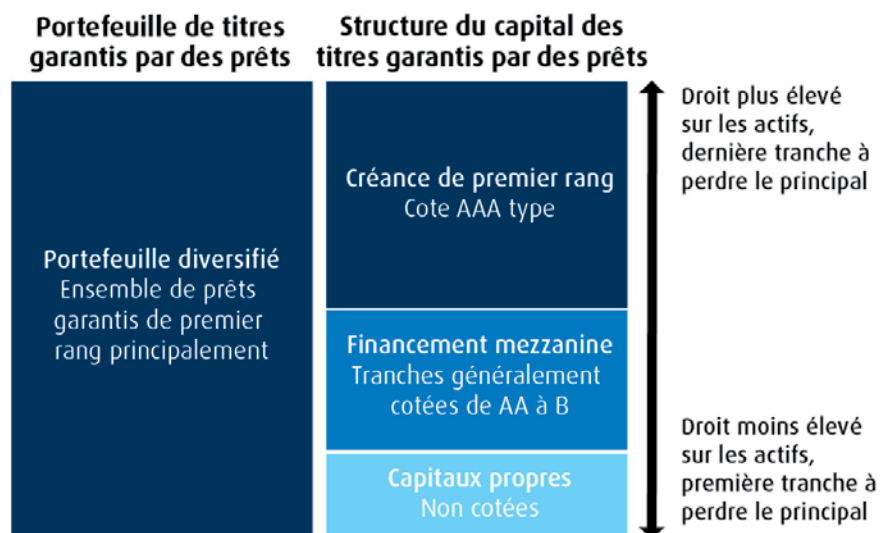 Portefeuille de titres
garantis par des prêts
Structure du capital des
titres garantis par des prêts
Portefeuille diversifié
Ensemble de prêts
garantis de premier
rang principalement
Créance de premier rang
Cote AAA type
Financement mezzanine
Tranches généralement
cotées de AA à B
Capitaux propres
Non cotées
Droit plus élevé
sur les actifs,
dernière tranche à
perdre le principal
Droit moins élevé
sur les actifs,
première tranche à
perdre le principal